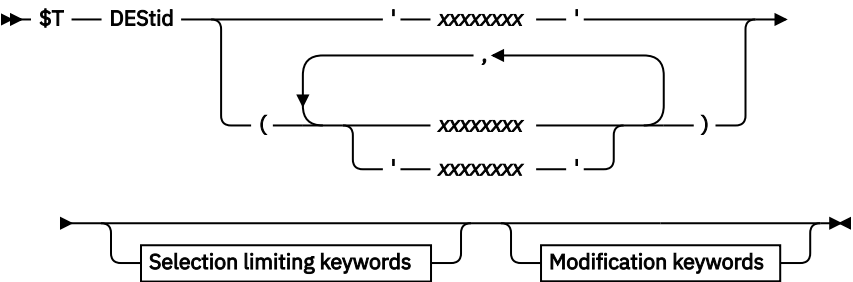 $T DEStid ' xxxxxxxx '
,
( xxxxxxxx )
' xxxxxxxx '
Selection limiting keywords Modification keywords